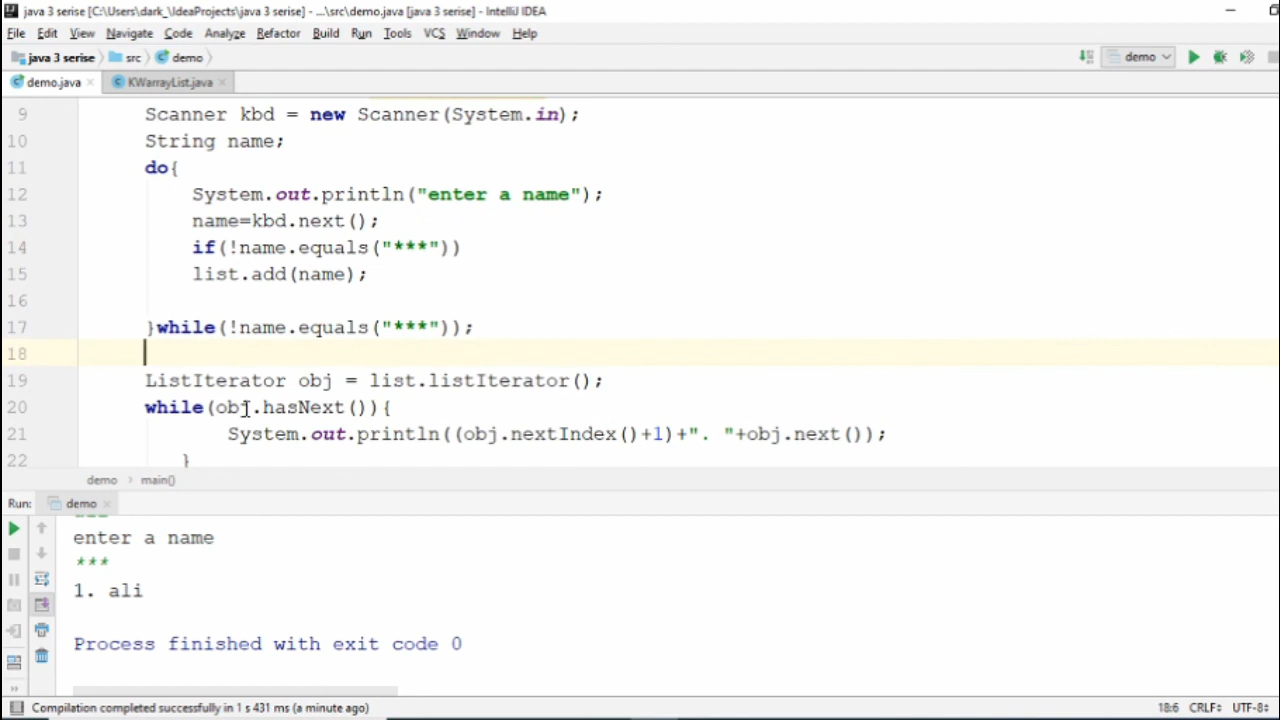 java 3 serise [C:\Users\dark_\IdeaProjects\java 3 serise] - ...\src\demo.java [java 3 serise] - IntelliJ IDEA
File Edit View Navigate Code Analyze Refactor Build Run Tools VCS Window Help
java 3 serise src demo demo
demo.java KWarrayList.java
9 Scanner kbd = new Scanner(System.in);
10 String name;
11 do{
12 System.out.println("enter a name");
13 name=kbd.next();
14 if(!name.equals("***"))
15 list.add(name);
16
17 }while(!name.equals("***"));
18
19 ListIterator obj = list.listIterator();
20 while(obj.hasNext()){
21 System.out.println((obj.nextIndex()+1)+". "+obj.next());
22 }
demo main()
Run: demo
enter a name
***
1. ali
Process finished with exit code 0
Compilation completed successfully in 1 s 431 ms (a minute ago) 18:6 CRLF UTF-8